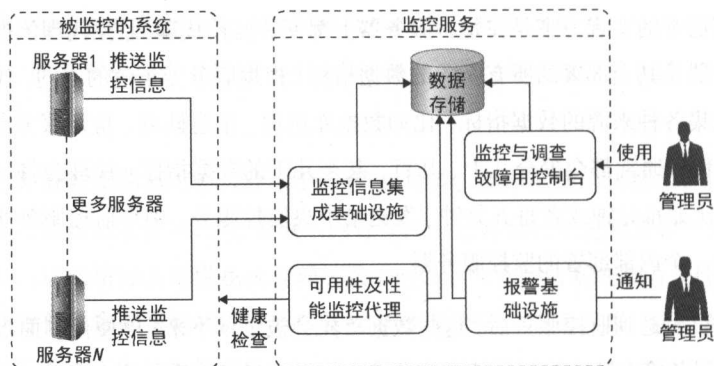 被监控的系统
服务器1
推送监
控信息
更多服务器
推送监
控信息
服务器N
监控服务
数据
存储
监控与调查
故障用控制台
使用
管理员
监控信息集
成基础设施
可用性及性
能监控代理
健康
检查
报警基
础设施
通知
管理员